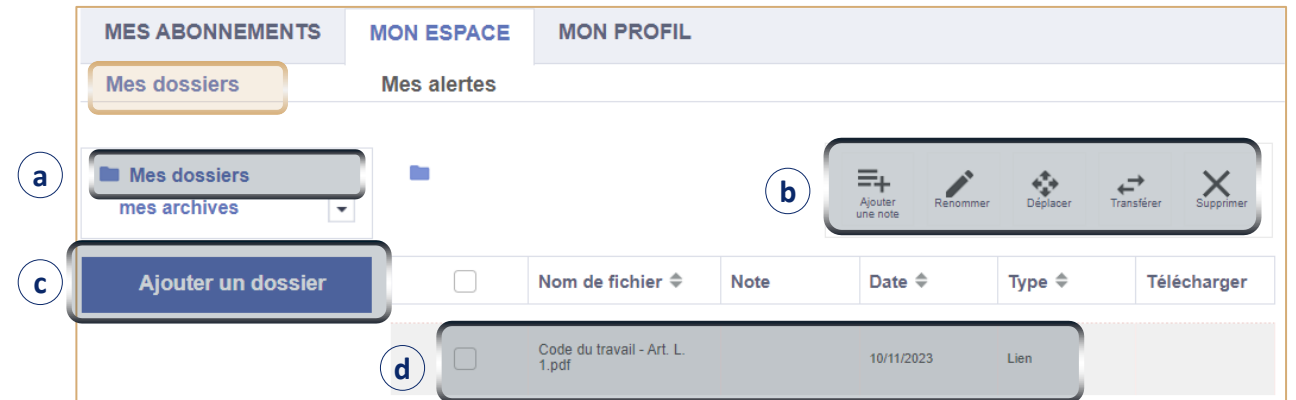 MES ABONNEMENTS MON ESPACE MON PROFIL
Mes dossiers Mes alertes
a Mes dossiers
mes archives
b Ajouter une note Renommer Déplacer Transférer Supprimer
c Ajouter un dossier
Nom de fichier Note Date Type Télécharger
d Code du travail - Art. L. 10/11/2023 Lien
1.pdf